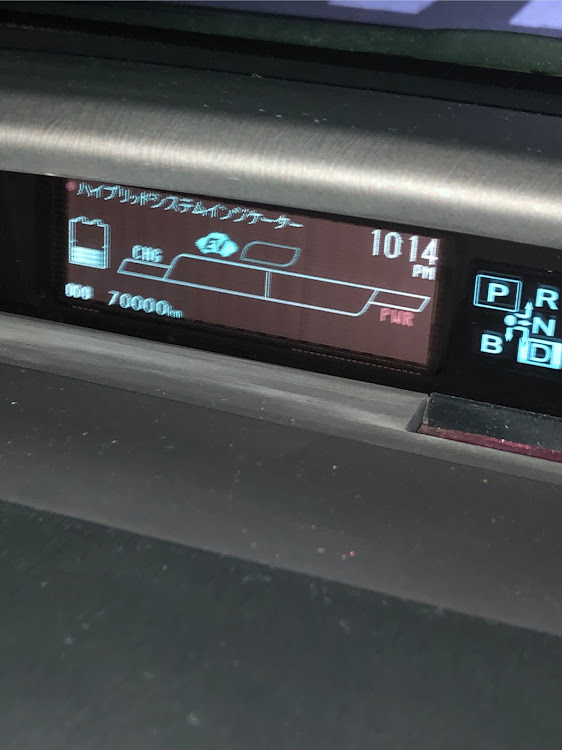 ハイブリッドシステムインジケーター
10:14
PM
EV
CHG
PWR
ODO 70000km
P R
N
B D